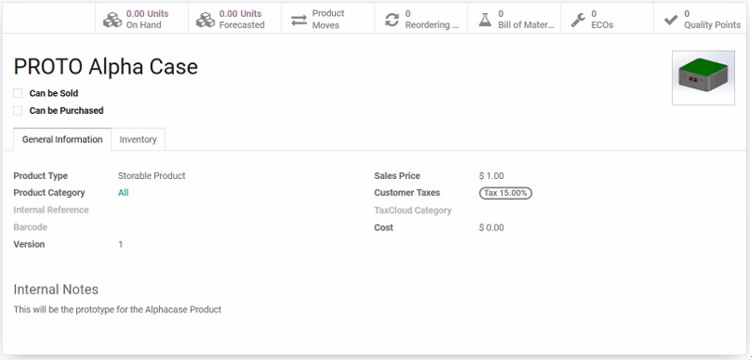 0.00 Units
On Hand
0.00 Units
Forecasted
Product
Moves
0
Reordering ...
0
Bill of Mater...
0
ECOs
0
Quality Points
PROTO Alpha Case
Can be Sold
Can be Purchased
General Information
Inventory
Product Type Storable Product
Product Category All
Internal Reference
Barcode
Version 1
Sales Price $ 1.00
Customer Taxes Tax 15.00%
TaxCloud Category
Cost $ 0.00
Internal Notes
This will be the prototype for the Alphacase Product